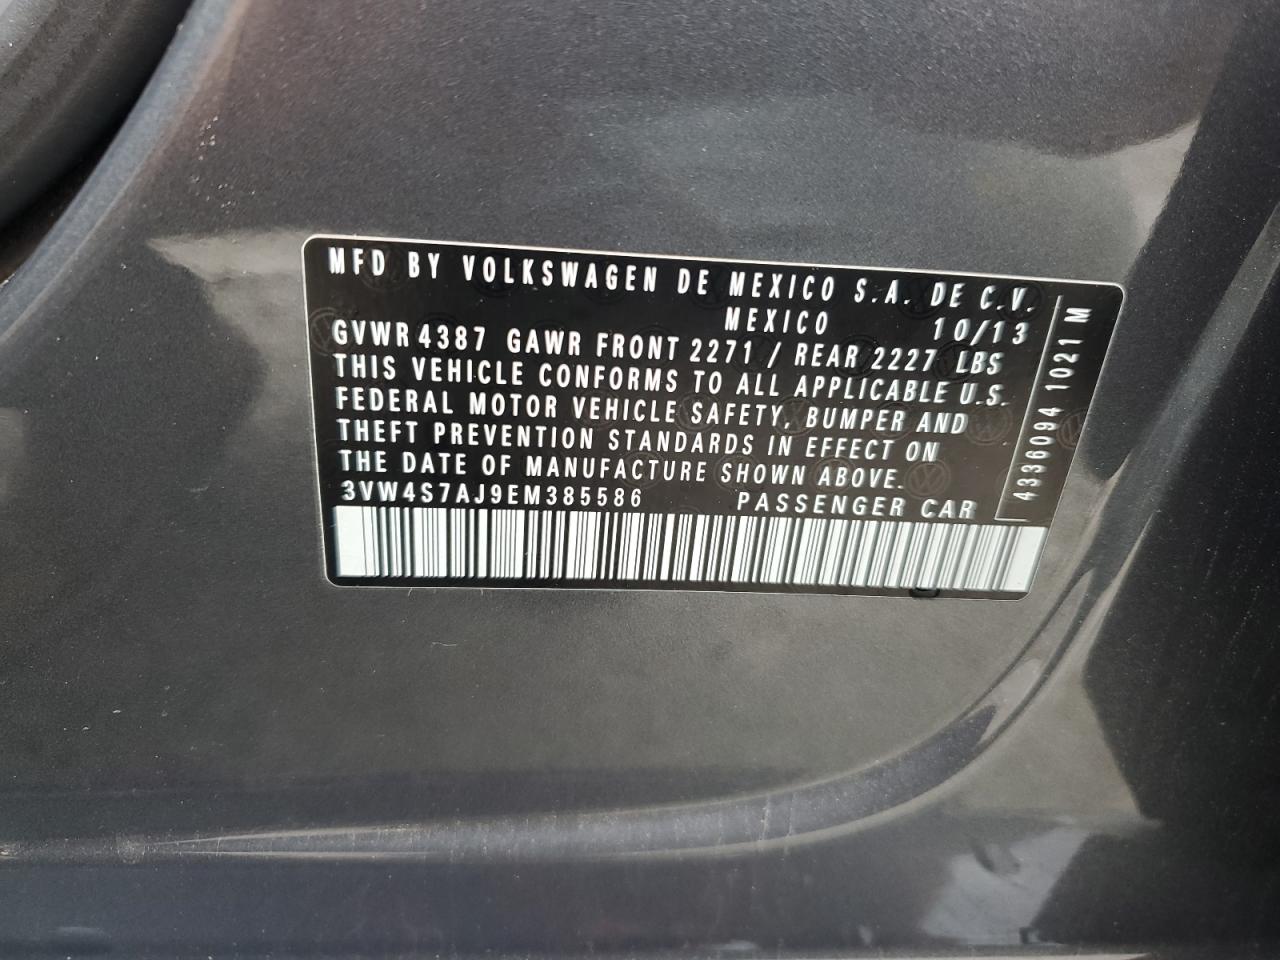 MFD BY VOLKSWAGEN DE MEXICO S.A. DE C.V.
MEXICO 10/13
GVWR 4387 GAWR FRONT 2271 / REAR 2227 LBS
THIS VEHICLE CONFORMS TO ALL APPLICABLE U.S.
FEDERAL MOTOR VEHICLE SAFETY, BUMPER AND
THEFT PREVENTION STANDARDS IN EFFECT ON
THE DATE OF MANUFACTURE SHOWN ABOVE.
3VW4S7AJ9EM385586 PASSENGER CAR
4336094 1021 M